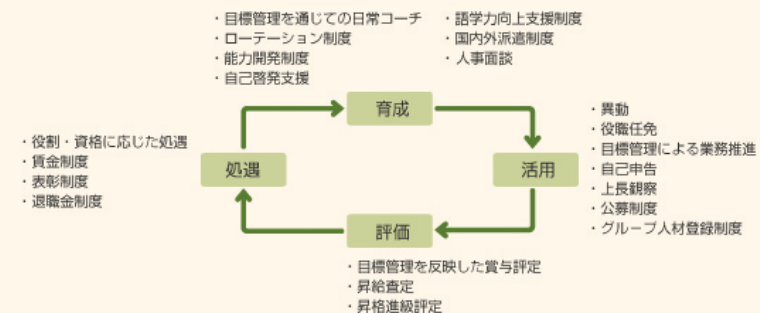 ・目標管理を通じての日常コーチ
・ローテーション制度
・能力開発制度
・自己啓発支援
・語学力向上支援制度
・国内外派遣制度
・人事面談
育成
・役割・資格に応じた処遇
・賃金制度
・表彰制度
・退職金制度
処遇
活用
・異動
・役職任免
・目標管理による業務推進
・自己申告
・上長観察
・公募制度
・グループ人材登録制度
評価
・目標管理を反映した賞与評定
・昇給査定
・昇格進級評定